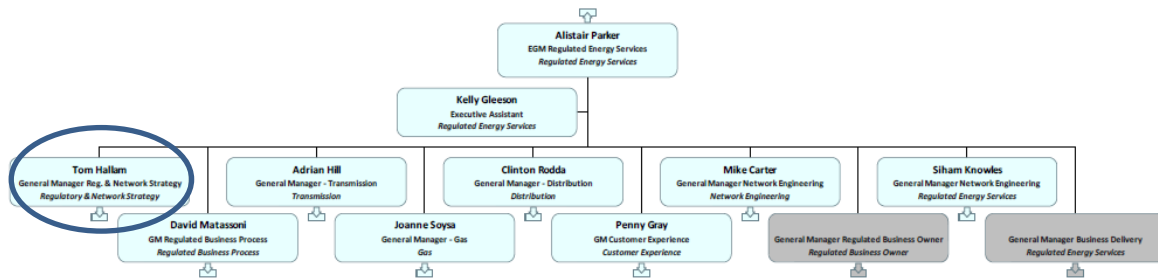 Alistair Parker
EGM Regulated Energy Services
Regulated Energy Services
Kelly Gleeson
Executive Assistant
Regulated Energy Services
Tom Hallam
General Manager Reg. & Network Strategy
Regulatory & Network Strategy
Adrian Hill
General Manager - Transmission
Transmission
Clinton Rodda
General Manager - Distribution
Distribution
Mike Carter
General Manager Network Engineering
Network Engineering
Siham Knowles
General Manager Network Engineering
Regulated Energy Services
David Matassoni
GM Regulated Business Process
Regulated Business Process
Joanne Soysa
General Manager - Gas
Gas
Penny Gray
GM Customer Experience
Customer Experience
General Manager Regulated Business Owner
Regulated Business Owner
General Manager Business Delivery
Regulated Energy Services